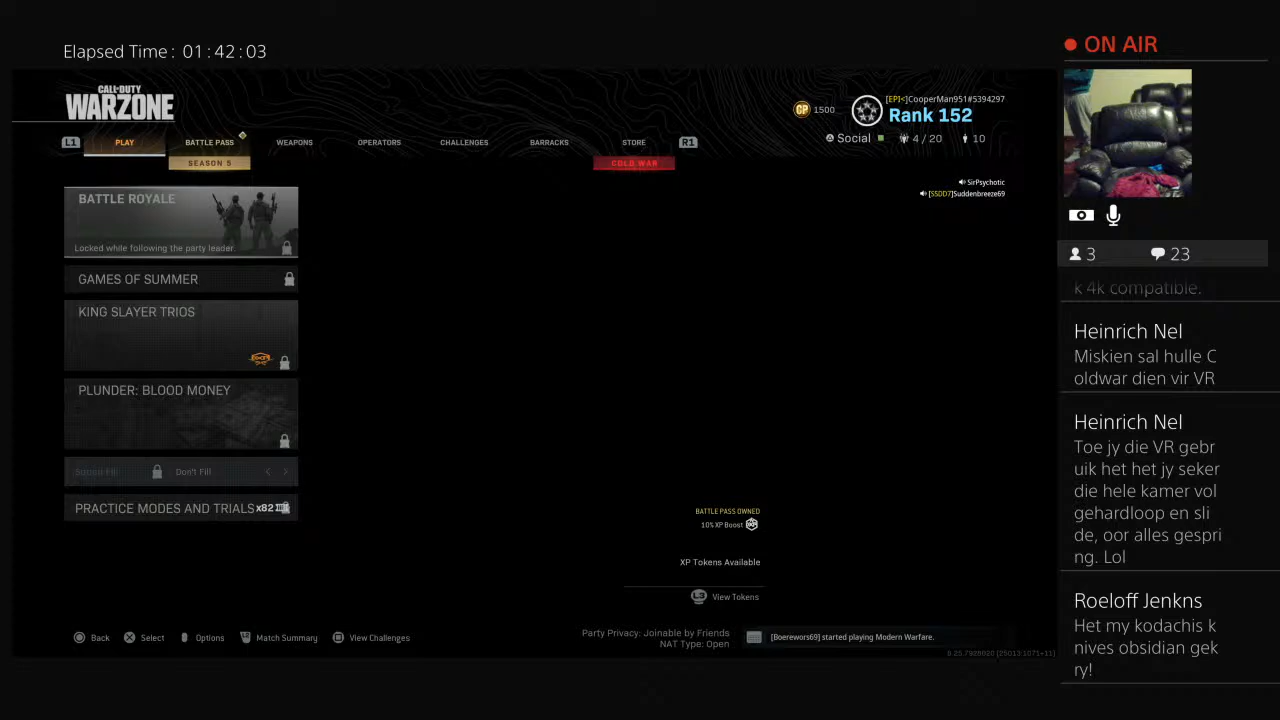 Elapsed Time: 01:42:03
ON AIR
CALL OF DUTY
WARZONE
CP 1500
[EPI<]CooperMan951#5394297
Rank 152
Social 4 / 20 10
L1 PLAY BATTLE PASS WEAPONS OPERATORS CHALLENGES BARRACKS STORE R1
SEASON 5
COLD WAR
SirPsychotic
[SSDD7]Suddenbreeze69
BATTLE ROYALE
Locked while following the party leader.
GAMES OF SUMMER
KING SLAYER TRIOS
PLUNDER: BLOOD MONEY
Squad Fill Don't Fill
PRACTICE MODES AND TRIALS x82
BATTLE PASS OWNED
10% XP Boost
XP Tokens Available
L3 View Tokens
Back Select Options Match Summary View Challenges
Party Privacy: Joinable by Friends
NAT Type: Open
[Boerewors69] started playing Modern Warfare.
3 23
k 4k compatible.
Heinrich Nel
Miskien sal hulle C
oldwar dien vir VR
Heinrich Nel
Toe jy die VR gebr
uik het het jy seker
die hele kamer vol
gehardloop en sli
de, oor alles gespri
ng. Lol
Roeloff Jenkns
Het my kodachis k
nives obsidian gek
ry!